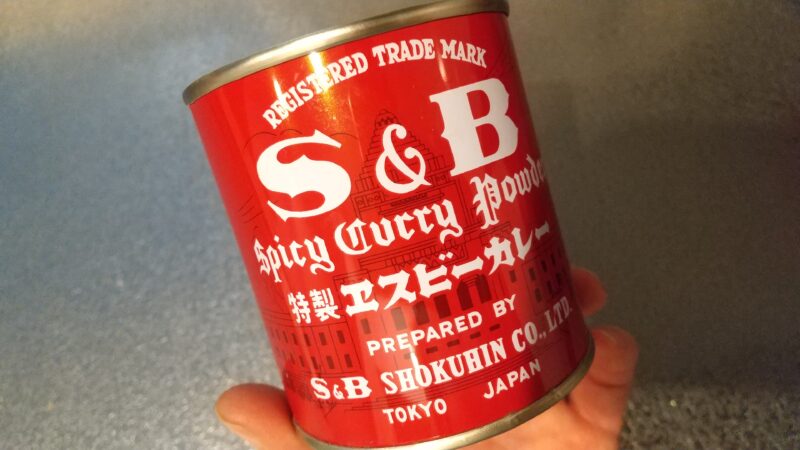 REGISTERED TRADE MARK
S & B
Spicy Curry Powder
特製 ヱスビーカレー
PREPARED BY
S&B SHOKUHIN CO., LTD.
TOKYO JAPAN